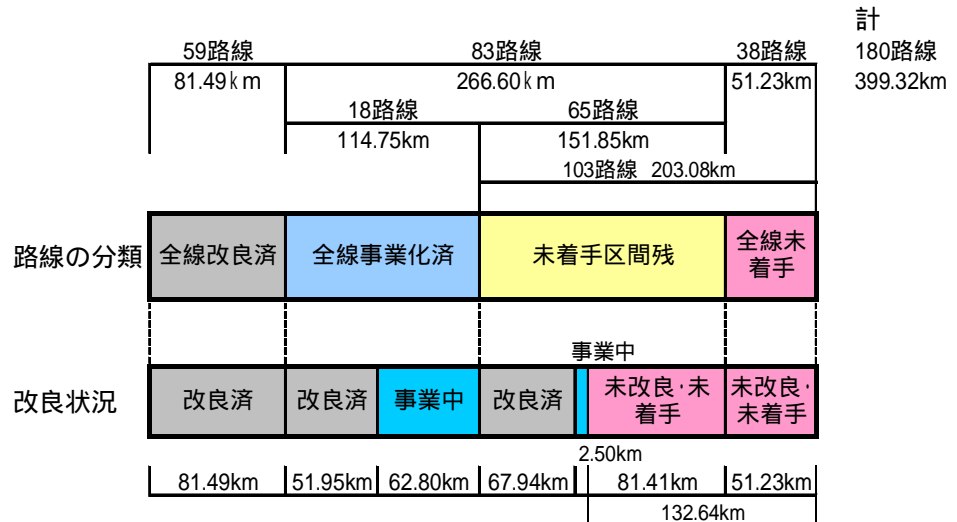 計
59路線 83路線 38路線 180路線
81.49km 266.60km 51.23km 399.32km
18路線 65路線
114.75km 151.85km
103路線 203.08km
路線の分類 全線改良済 全線事業化済 未着手区間残 全線未
着手
事業中
改良状況 改良済 改良済 事業中 改良済 未改良・未
着手 未改良・
未着手
2.50km
81.49km 51.95km 62.80km 67.94km 81.41km 51.23km
132.64km